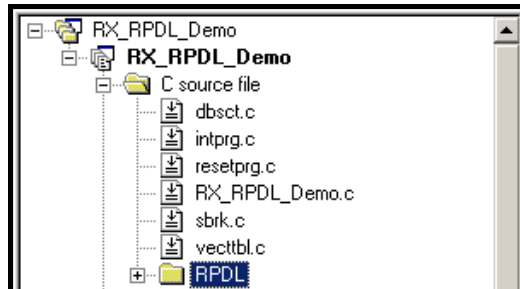 RX_RPDL_Demo
RX_RPDL_Demo
C source file
dbsct.c
intprg.c
resetprg.c
RX_RPDL_Demo.c
sbrk.c
vecttbl.c
RPDL